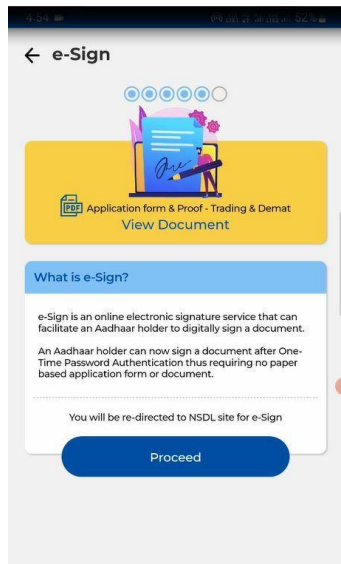 4:54
52%
e-Sign
PDF
Application form & Proof - Trading & Demat
View Document
What is e-Sign?
e-Sign is an online electronic signature service that can
facilitate an Aadhaar holder to digitally sign a document.
An Aadhaar holder can now sign a document after One-
Time Password Authentication thus requiring no paper
based application form or document.
You will be re-directed to NSDL site for e-Sign
Proceed